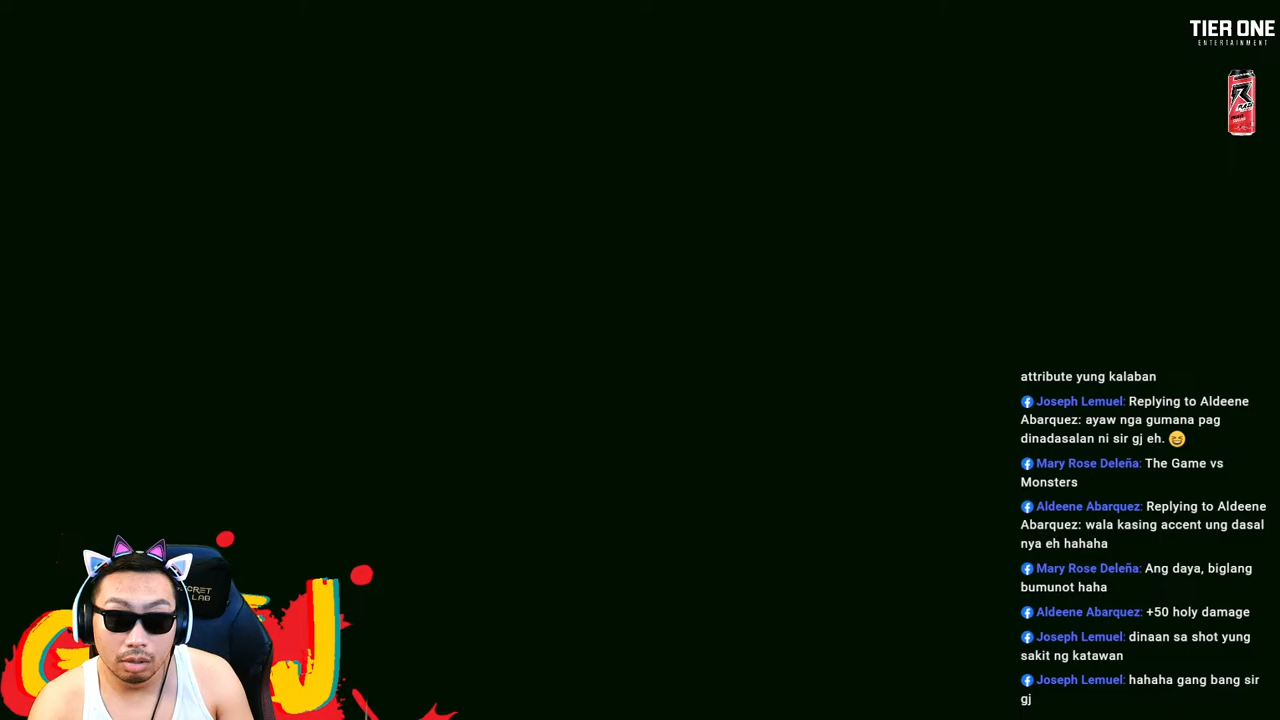 TIER ONE
ENTERTAINMENT
attribute yung kalaban
Joseph Lemuel: Replying to Aldeene
Abarquez: ayaw nga gumana pag
dinadasalan ni sir gj eh. 😆
Mary Rose Deleña: The Game vs
Monsters
Aldeene Abarquez: Replying to Aldeene
Abarquez: wala kasing accent ung dasal
nya eh hahaha
Mary Rose Deleña: Ang daya, biglang
bumunot haha
Aldeene Abarquez: +50 holy damage
Joseph Lemuel: dinaan sa shot yung
sakit ng katawan
Joseph Lemuel: hahaha gang bang sir
gj